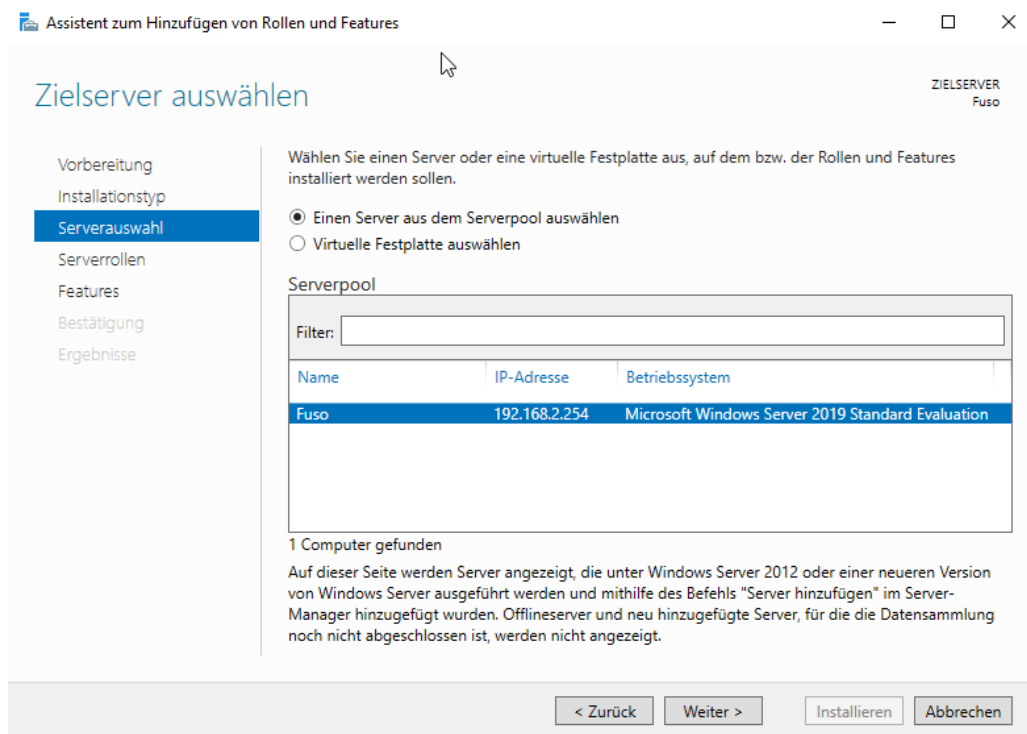 Assistent zum Hinzufügen von Rollen und Features
Zielserver auswählen
ZIELSERVER
Fuso
Vorbereitung
Installationstyp
Serverauswahl
Serverrollen
Features
Bestätigung
Ergebnisse
Wählen Sie einen Server oder eine virtuelle Festplatte aus, auf dem bzw. der Rollen und Features
installiert werden sollen.
Einen Server aus dem Serverpool auswählen
Virtuelle Festplatte auswählen
Serverpool
Filter:
Name IP-Adresse Betriebssystem
Fuso 192.168.2.254 Microsoft Windows Server 2019 Standard Evaluation
1 Computer gefunden
Auf dieser Seite werden Server angezeigt, die unter Windows Server 2012 oder einer neueren Version
von Windows Server ausgeführt werden und mithilfe des Befehls "Server hinzufügen" im Server-
Manager hinzugefügt wurden. Offlineserver und neu hinzugefügte Server, für die die Datensammlung
noch nicht abgeschlossen ist, werden nicht angezeigt.
< Zurück Weiter > Installieren Abbrechen